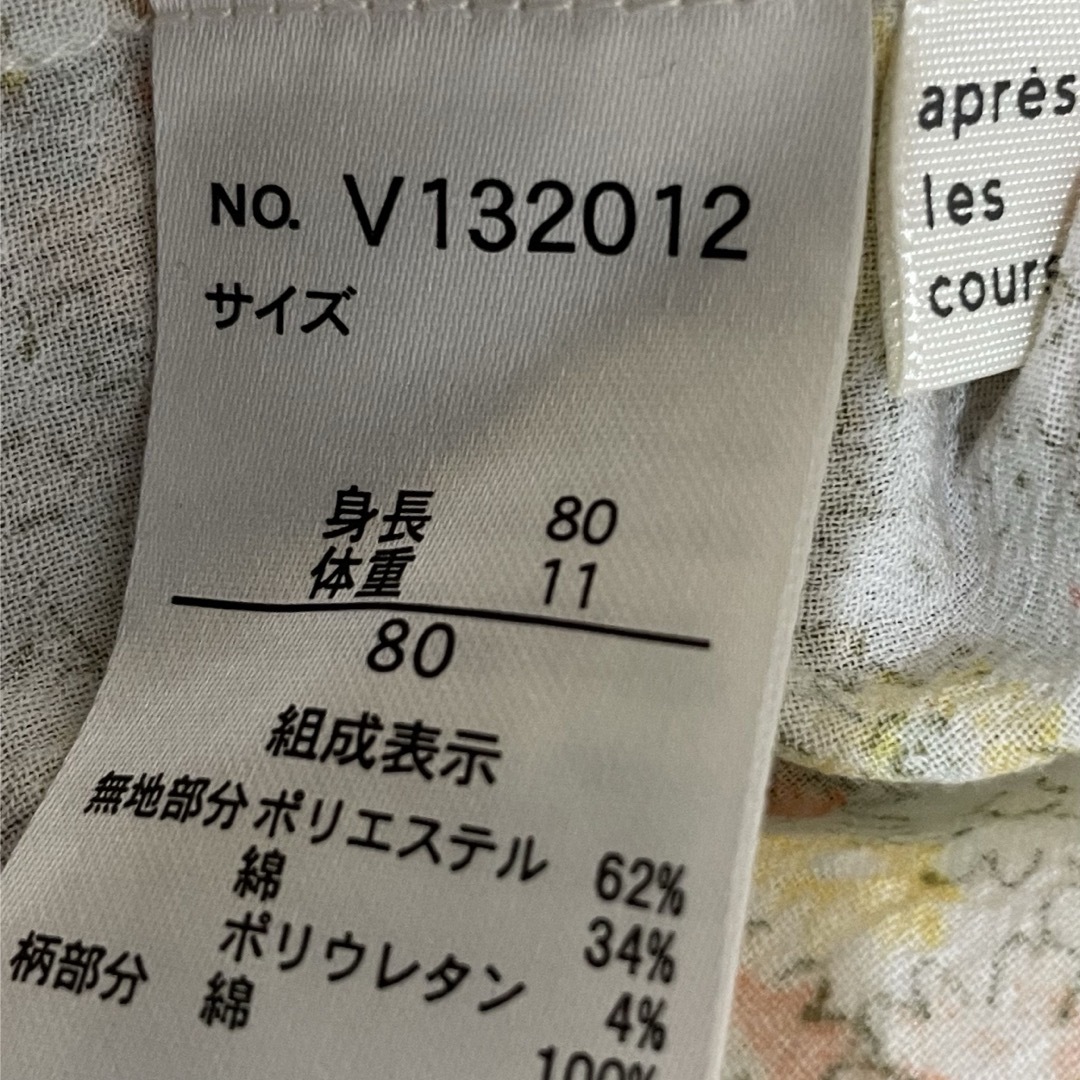 NO. V132012
サイズ
身長 80
体重 11
80
組成表示
無地部分 ポリエステル 62%
綿 34%
ポリウレタン 4%
柄部分 綿 100%
après
les
cours